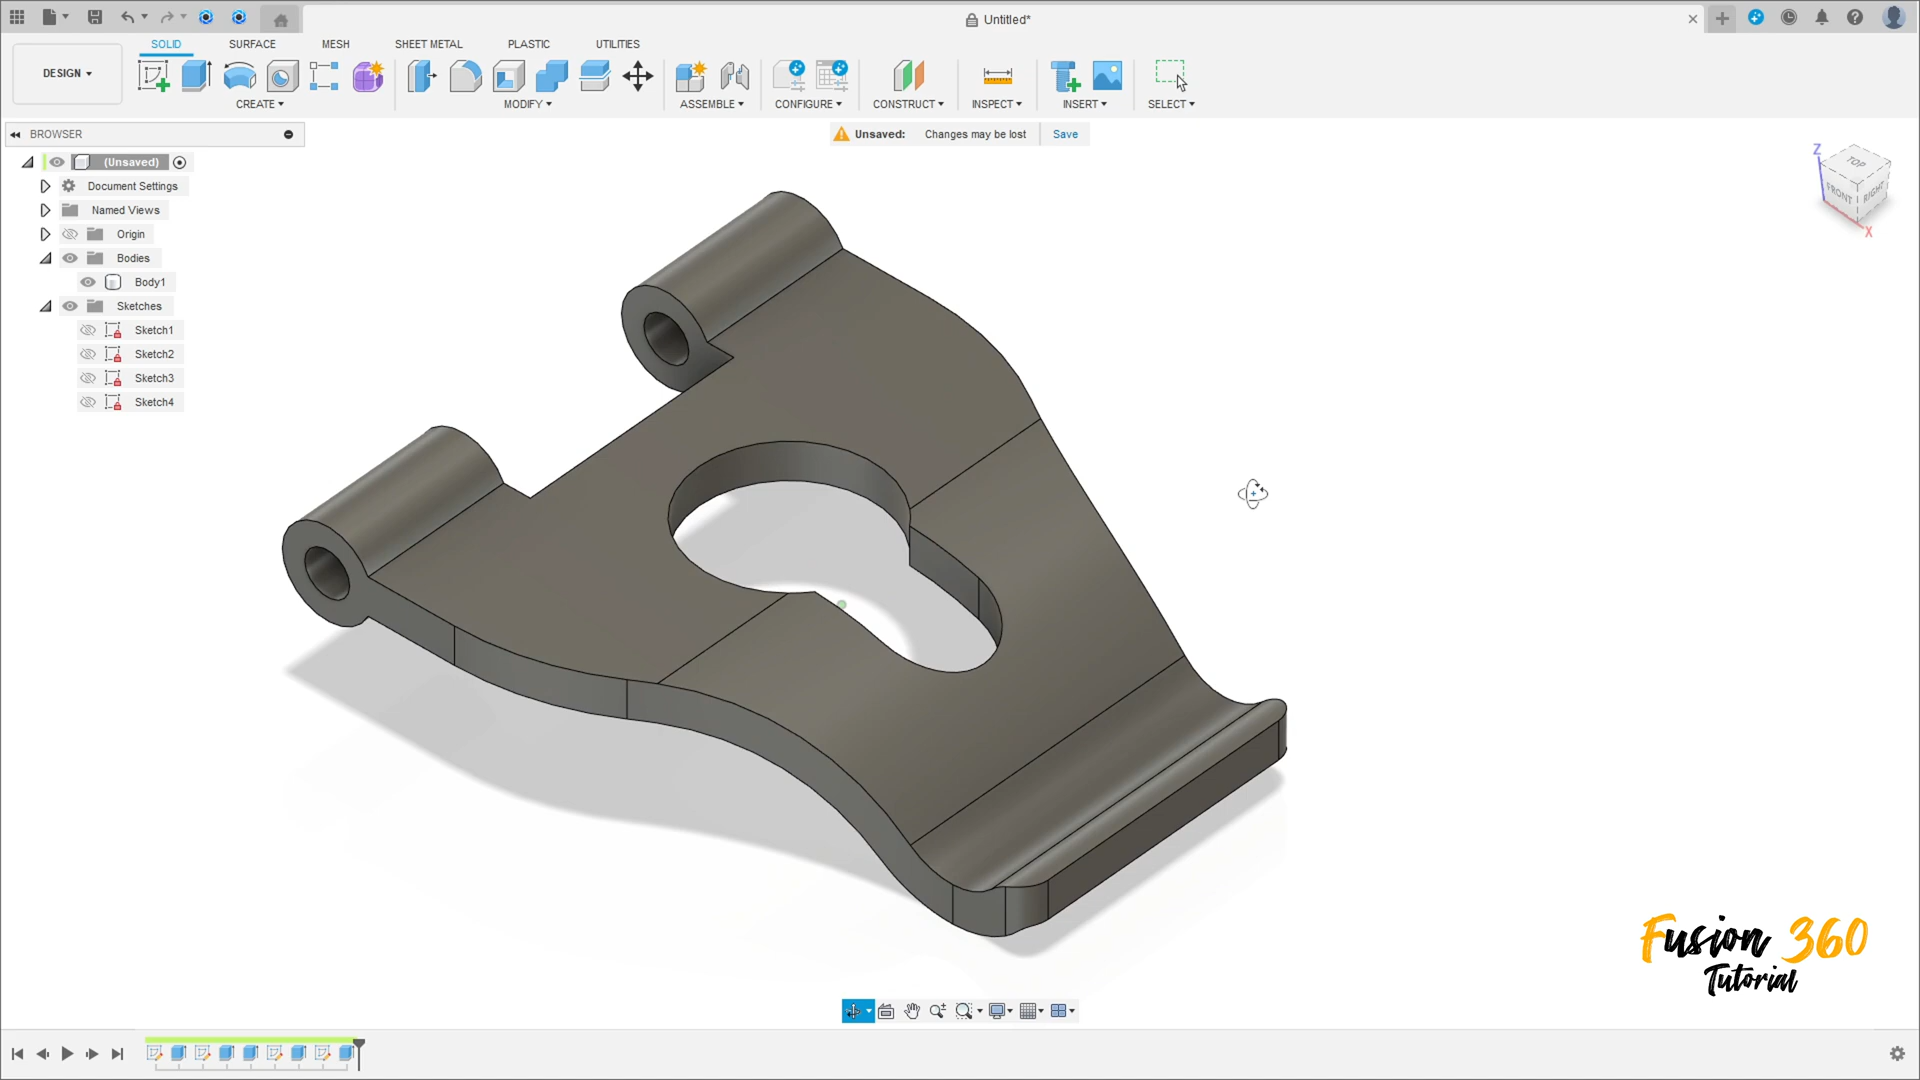 Untitled*
SOLID SURFACE MESH SHEET METAL PLASTIC UTILITIES
DESIGN
CREATE MODIFY ASSEMBLE CONFIGURE CONSTRUCT INSPECT INSERT SELECT
BROWSER
Unsaved: Changes may be lost Save
(Unsaved)
Document Settings
Named Views
Origin
Bodies
Body1
Sketches
Sketch1
Sketch2
Sketch3
Sketch4
Z
TOP
FRONT
RIGHT
X
Fusion 360
Tutorial